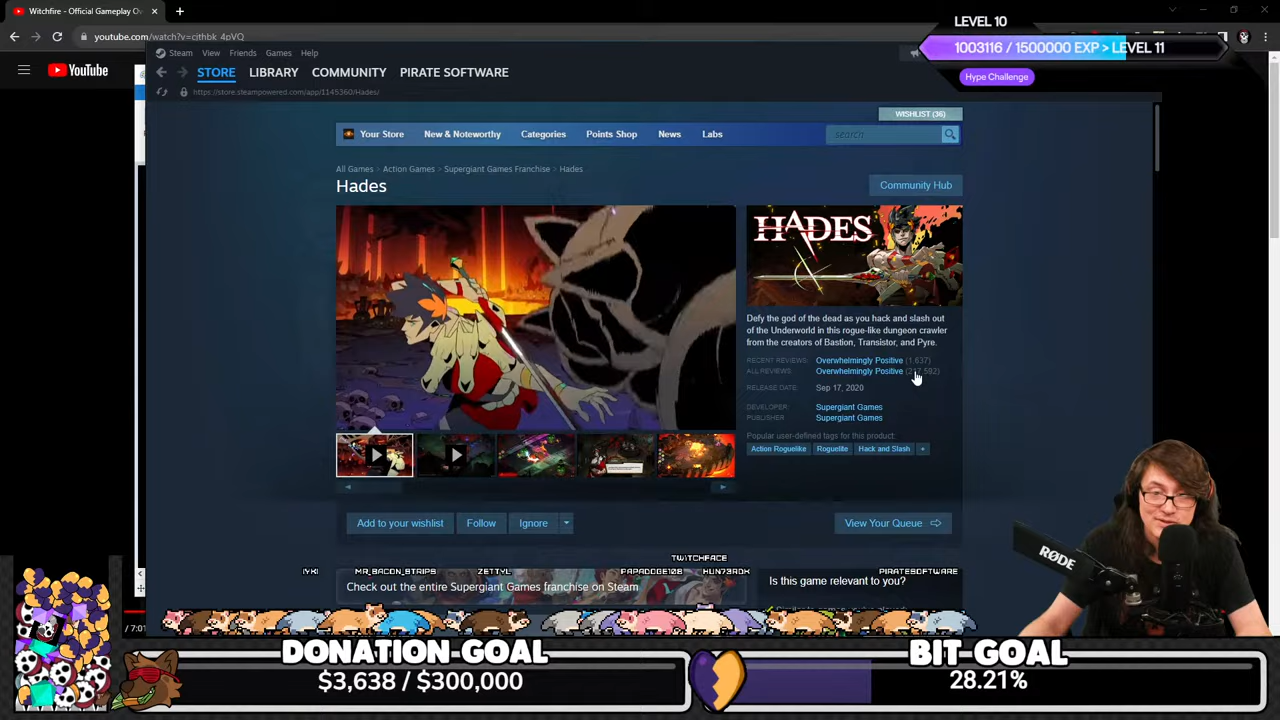 Witchfire - Official Gameplay Ov
LEVEL 10
youtube.com/watch?v=cjthbk_4pVQ
1003116 / 1500000 EXP > LEVEL 11
Steam View Friends Games Help
YouTube
STORE LIBRARY COMMUNITY PIRATE SOFTWARE
Hype Challenge
https://store.steampowered.com/app/1145360/Hades/
WISHLIST (36)
Your Store New & Noteworthy Categories Points Shop News Labs search
All Games > Action Games > Supergiant Games Franchise > Hades
Hades
Community Hub
HADES
Defy the god of the dead as you hack and slash out
of the Underworld in this rogue-like dungeon crawler
from the creators of Bastion, Transistor, and Pyre.
RECENT REVIEWS: Overwhelmingly Positive (1,637)
ALL REVIEWS: Overwhelmingly Positive
RELEASE DATE: Sep 17, 2020
DEVELOPER: Supergiant Games
PUBLISHER: Supergiant Games
Popular user-defined tags for this product:
Action Roguelike Roguelite Hack and Slash +
Add to your wishlist Follow Ignore View Your Queue
RØDE
TWITCHFACE
IYKI MR_BACON_STRIPS ZETTYL PAPADOGE108 HUN73R0K PIRATESOFTWARE
Check out the entire Supergiant Games franchise on Steam
Is this game relevant to you?
DONATION GOAL
$3,638 / $300,000
BIT-GOAL
28.21%